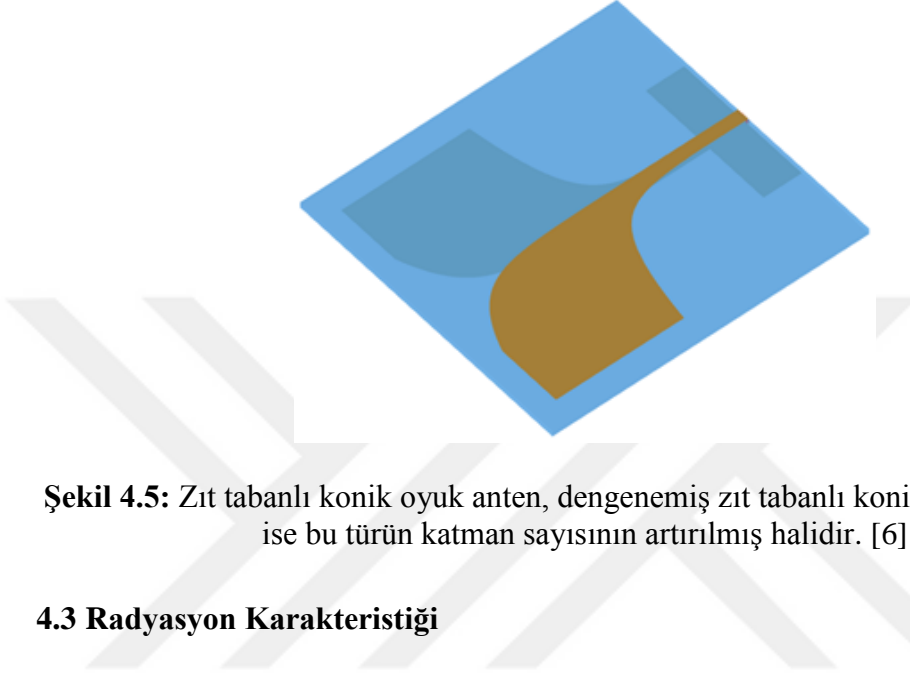 Şekil 4.5: Zıt tabanlı konik oyuk anten, dengenemiş zıt tabanlı koni
ise bu türün katman sayısının artırılmış halidir. [6]
4.3 Radyasyon Karakteristiği